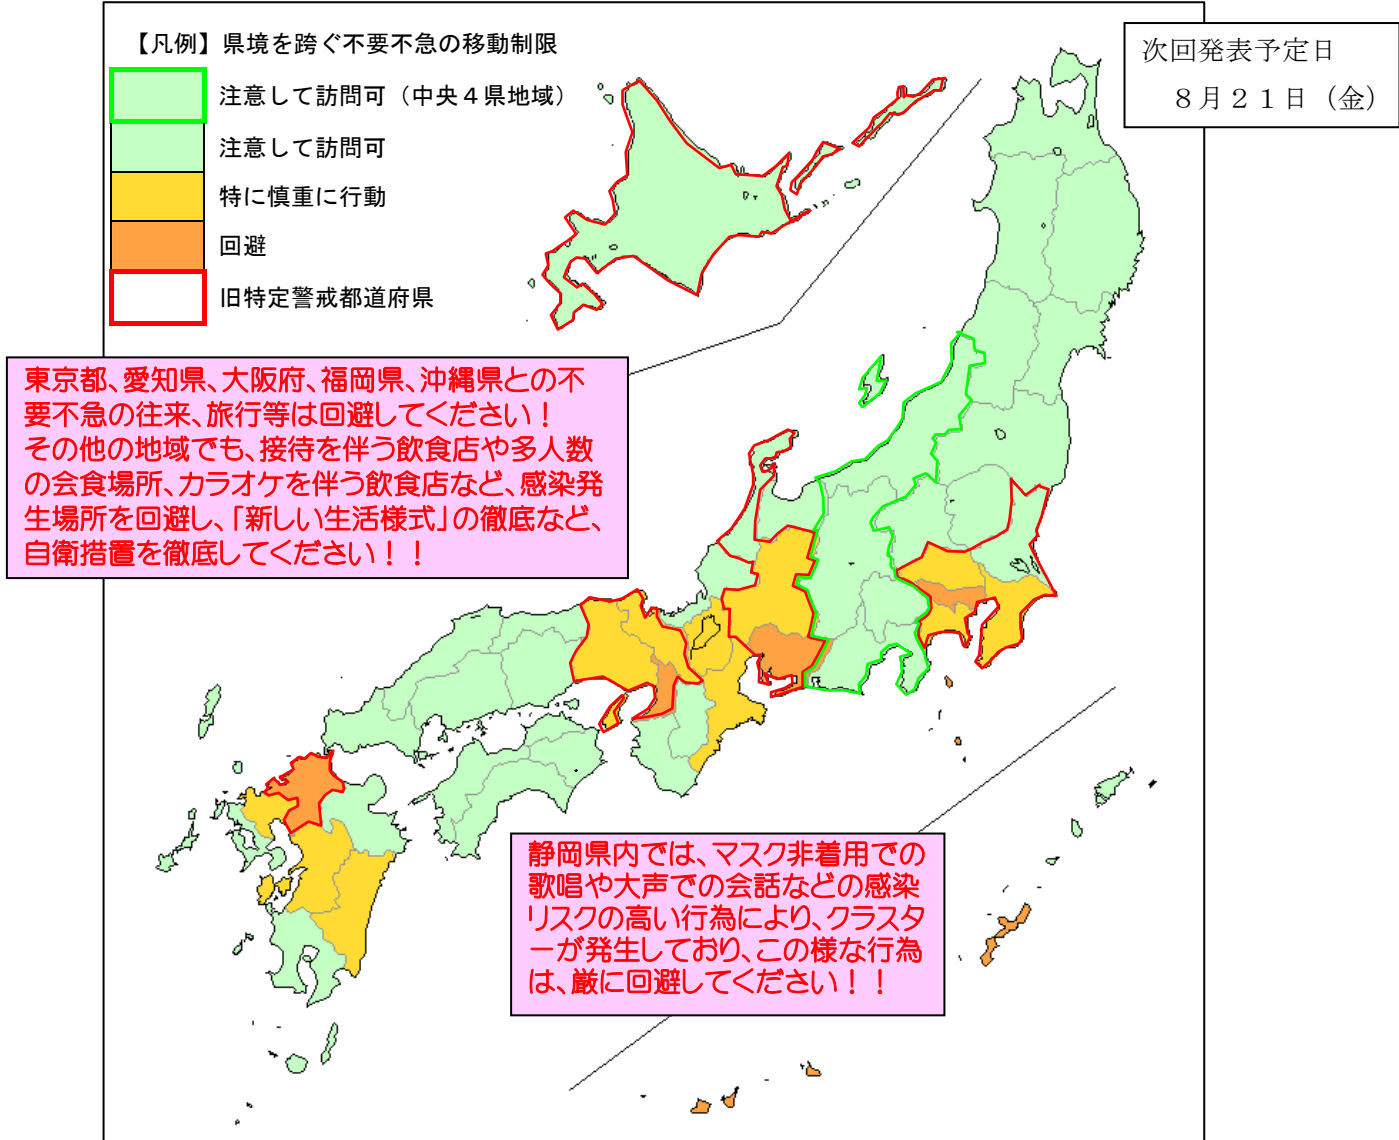 【凡例】県境を跨ぐ不要不急の移動制限
注意して訪問可（中央４県地域）
注意して訪問可
特に慎重に行動
回避
旧特定警戒都道府県
次回発表予定日
８月２１日（金）
東京都、愛知県、大阪府、福岡県、沖縄県との不
要不急の往来、旅行等は回避してください！
その他の地域でも、接待を伴う飲食店や多人数
の会食場所、カラオケを伴う飲食店など、感染発
生場所を回避し、「新しい生活様式」の徹底など、
自衛措置を徹底してください！！
静岡県内では、マスク非着用での
歌唱や大声での会話などの感染
リスクの高い行為により、クラスタ
ーが発生しており、この様な行為
は、厳に回避してください！！